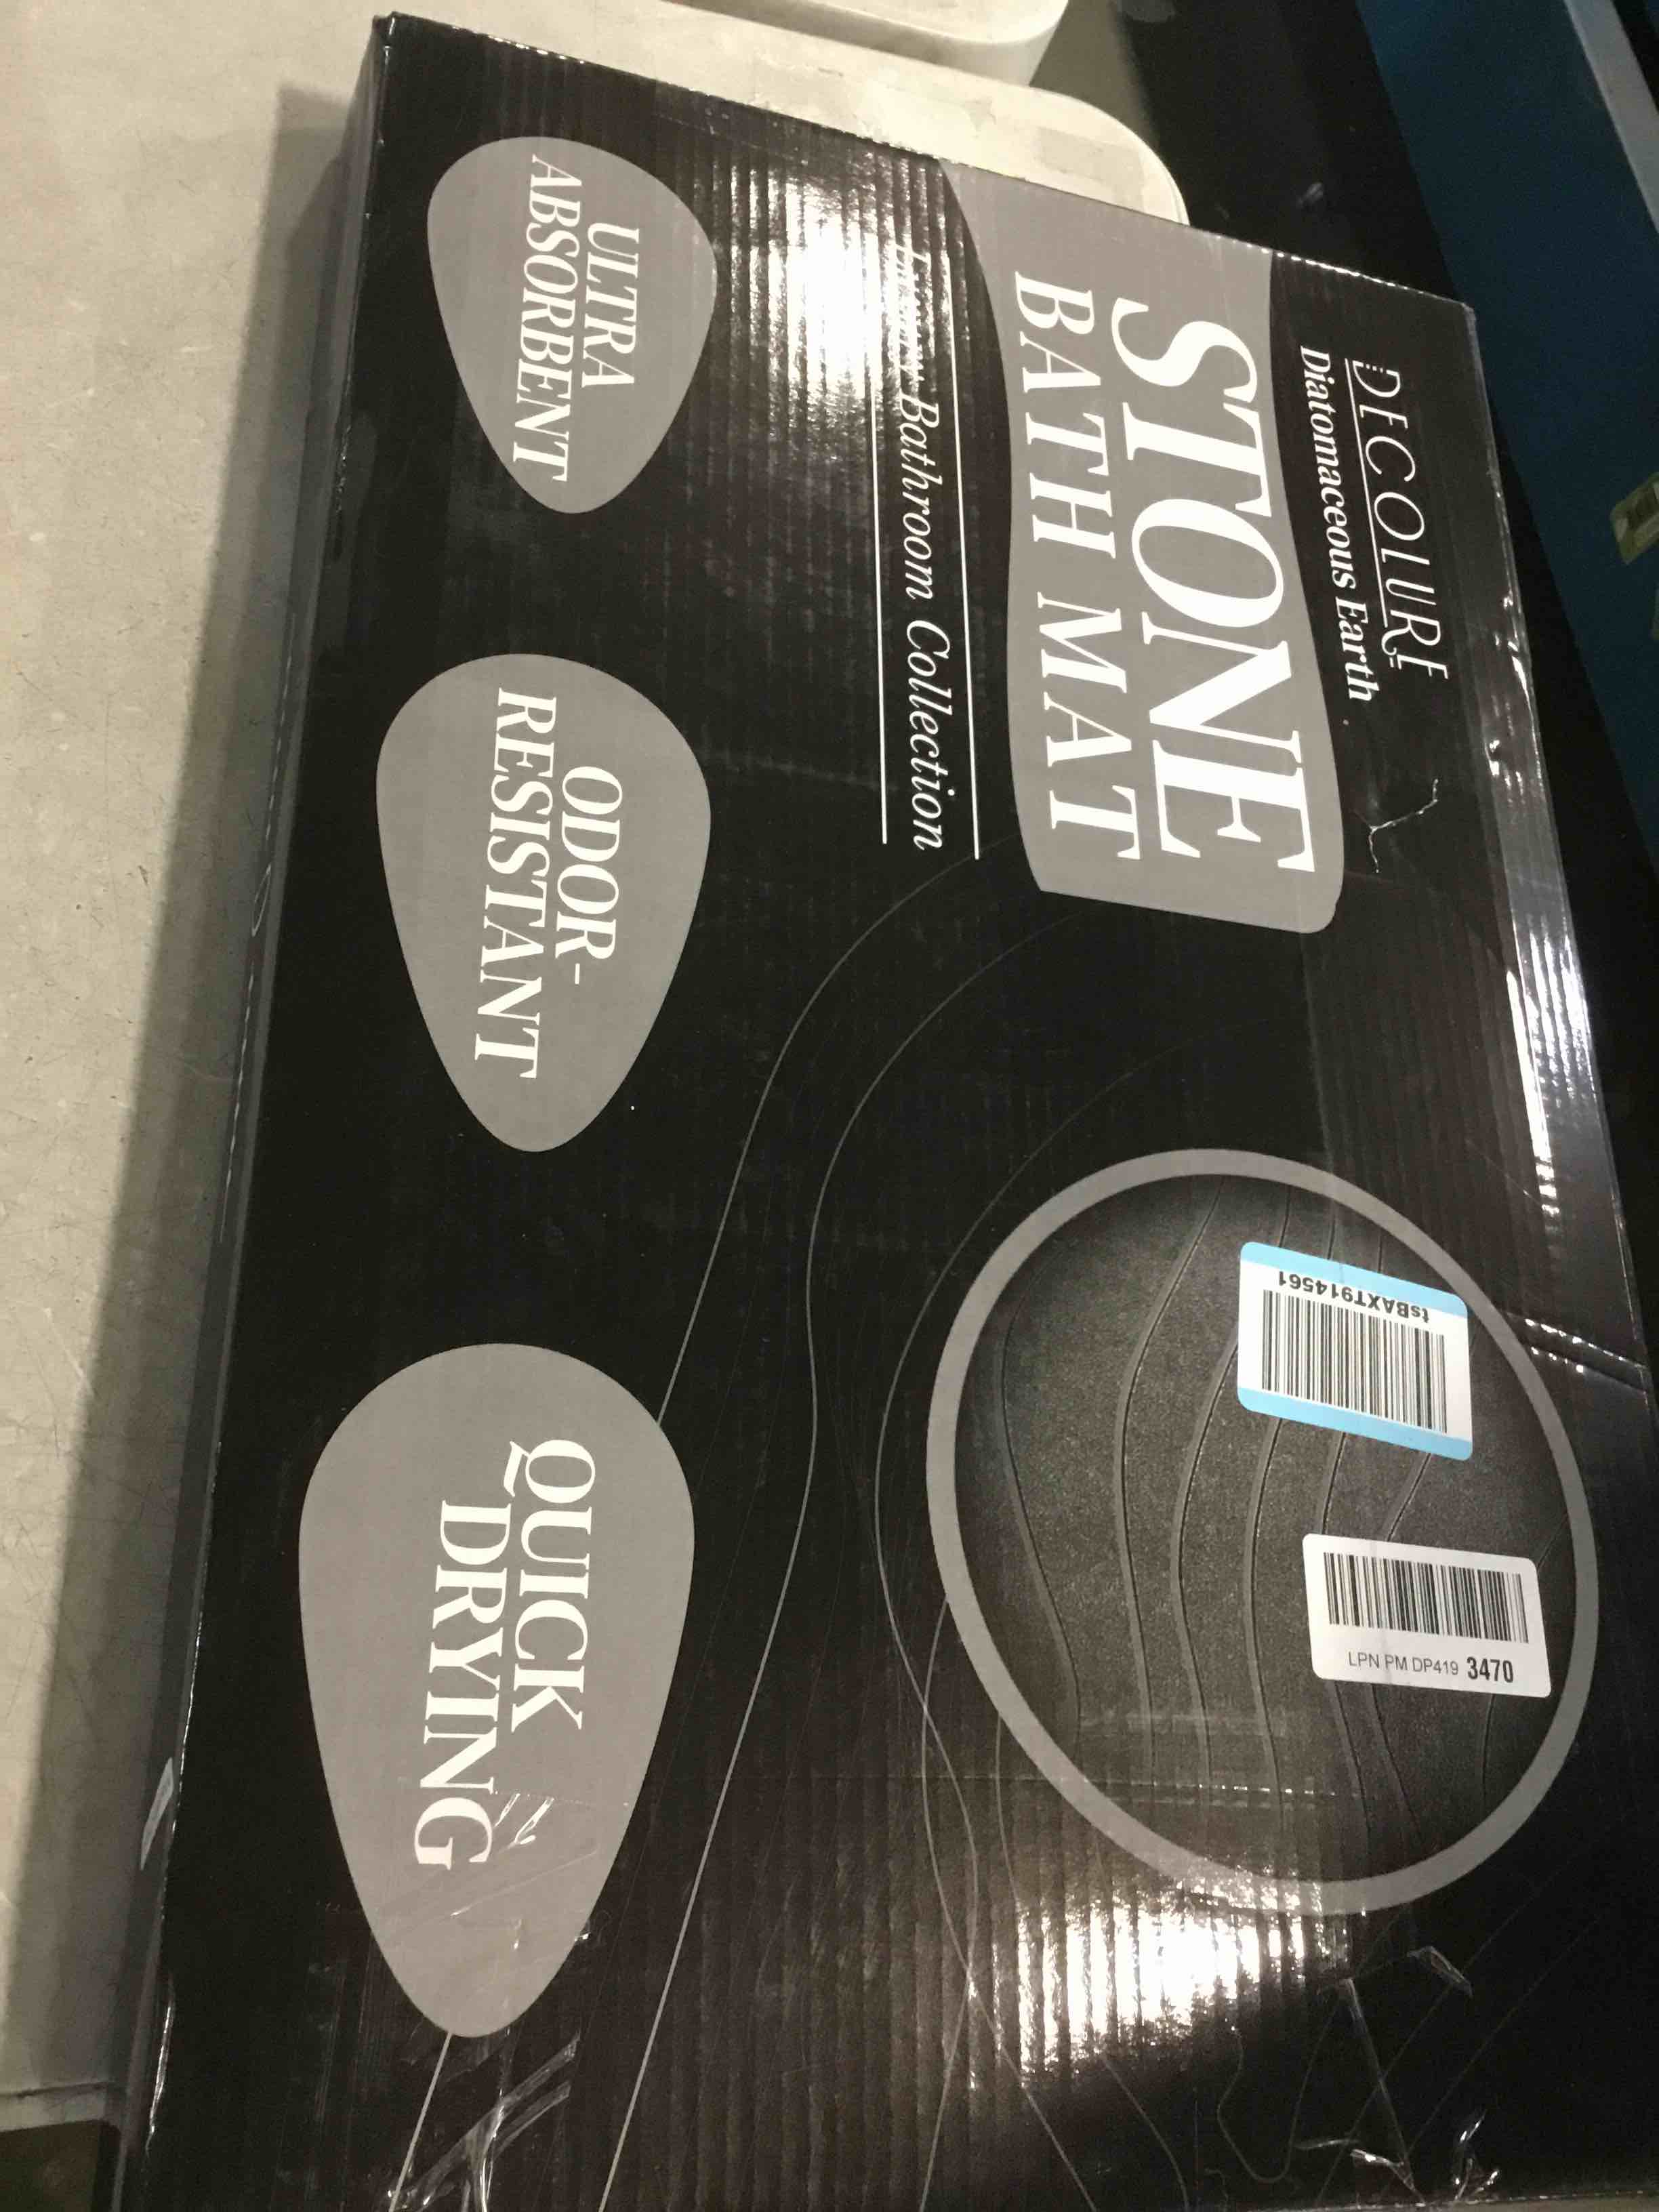 DECOLURE
Diatomaceous Earth
STONE
BATH MAT
Luxury Bathroom Collection
ULTRA
ABSORBENT
ODOR-
RESISTANT
QUICK
DRYING
tsBAXT914561
LPN PM DP419 3470